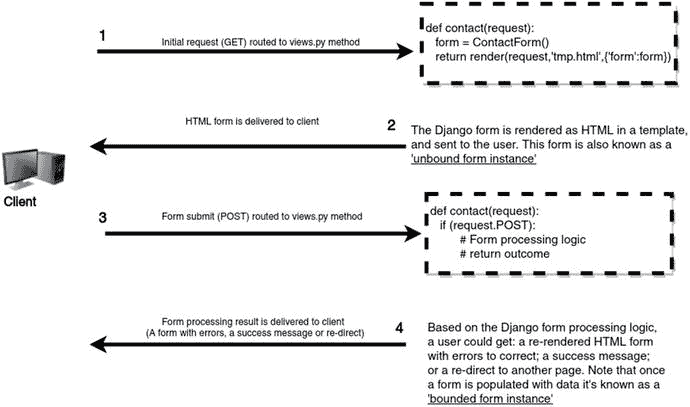 1
Initial request (GET) routed to views.py method
def contact(request):
form = ContactForm()
return render(request,'tmp.html',{'form':form})
HTML form is delivered to client
2
The Django form is rendered as HTML in a template,
and sent to the user. This form is also known as a
'unbound form instance'
Client
3
Form submit (POST) routed to views.py method
def contact(request):
if (request.POST):
# Form processing logic
# return outcome
Form processing result is delivered to client
(A form with errors, a success message or re-direct)
4
Based on the Django form processing logic,
a user could get: a re-rendered HTML form
with errors to correct; a success message;
or a re-direct to another page. Note that once
a form is populated with data it's known as a
'bounded form instance'